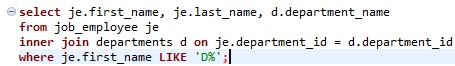 select je.first_name, je.last_name, d.department_name
from job_employee je
inner join departments d on je.department_id = d.department_id
where je.first_name LIKE 'D%';